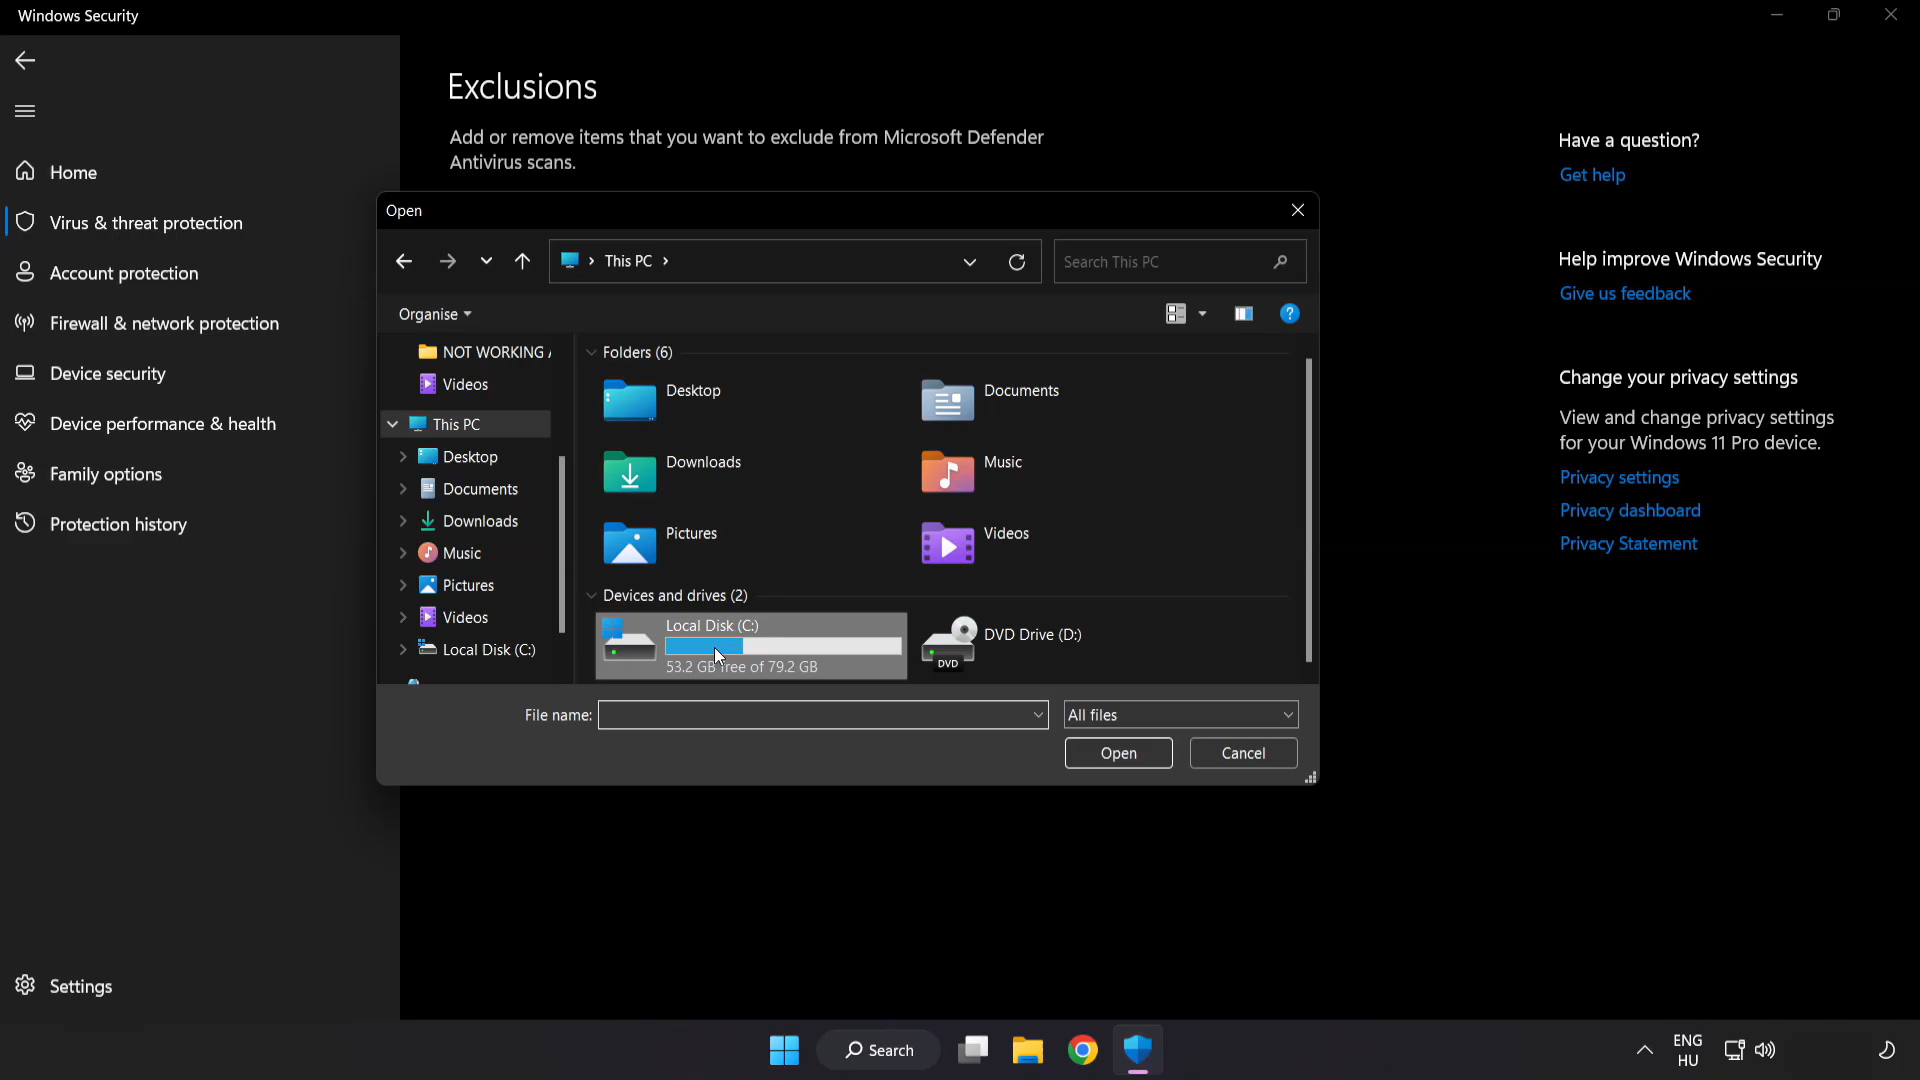 Windows Security
Exclusions
Add or remove items that you want to exclude from Microsoft Defender
Antivirus scans.
Home
Virus & threat protection
Account protection
Firewall & network protection
Device security
Device performance & health
Family options
Protection history
Settings
Have a question?
Get help
Help improve Windows Security
Give us feedback
Change your privacy settings
View and change privacy settings
for your Windows 11 Pro device.
Privacy settings
Privacy dashboard
Privacy Statement
Open
This PC
Search This PC
Organise
?
NOT WORKING
Videos
This PC
Desktop
Documents
Downloads
Music
Pictures
Videos
Local Disk (C:)
Folders (6)
Desktop
Documents
Downloads
Music
Pictures
Videos
Devices and drives (2)
Local Disk (C:)
53.2 GB free of 79.2 GB
DVD Drive (D:)
DVD
File name:
All files
Open
Cancel
Search
ENG
HU